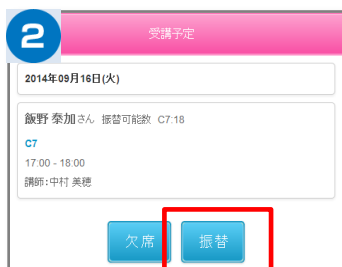 2
受講予定
2014年09月16日(火)
飯野 泰加さん 振替可能数 C7:18
C7
17:00 - 18:00
講師:中村 美穂
欠席 振替